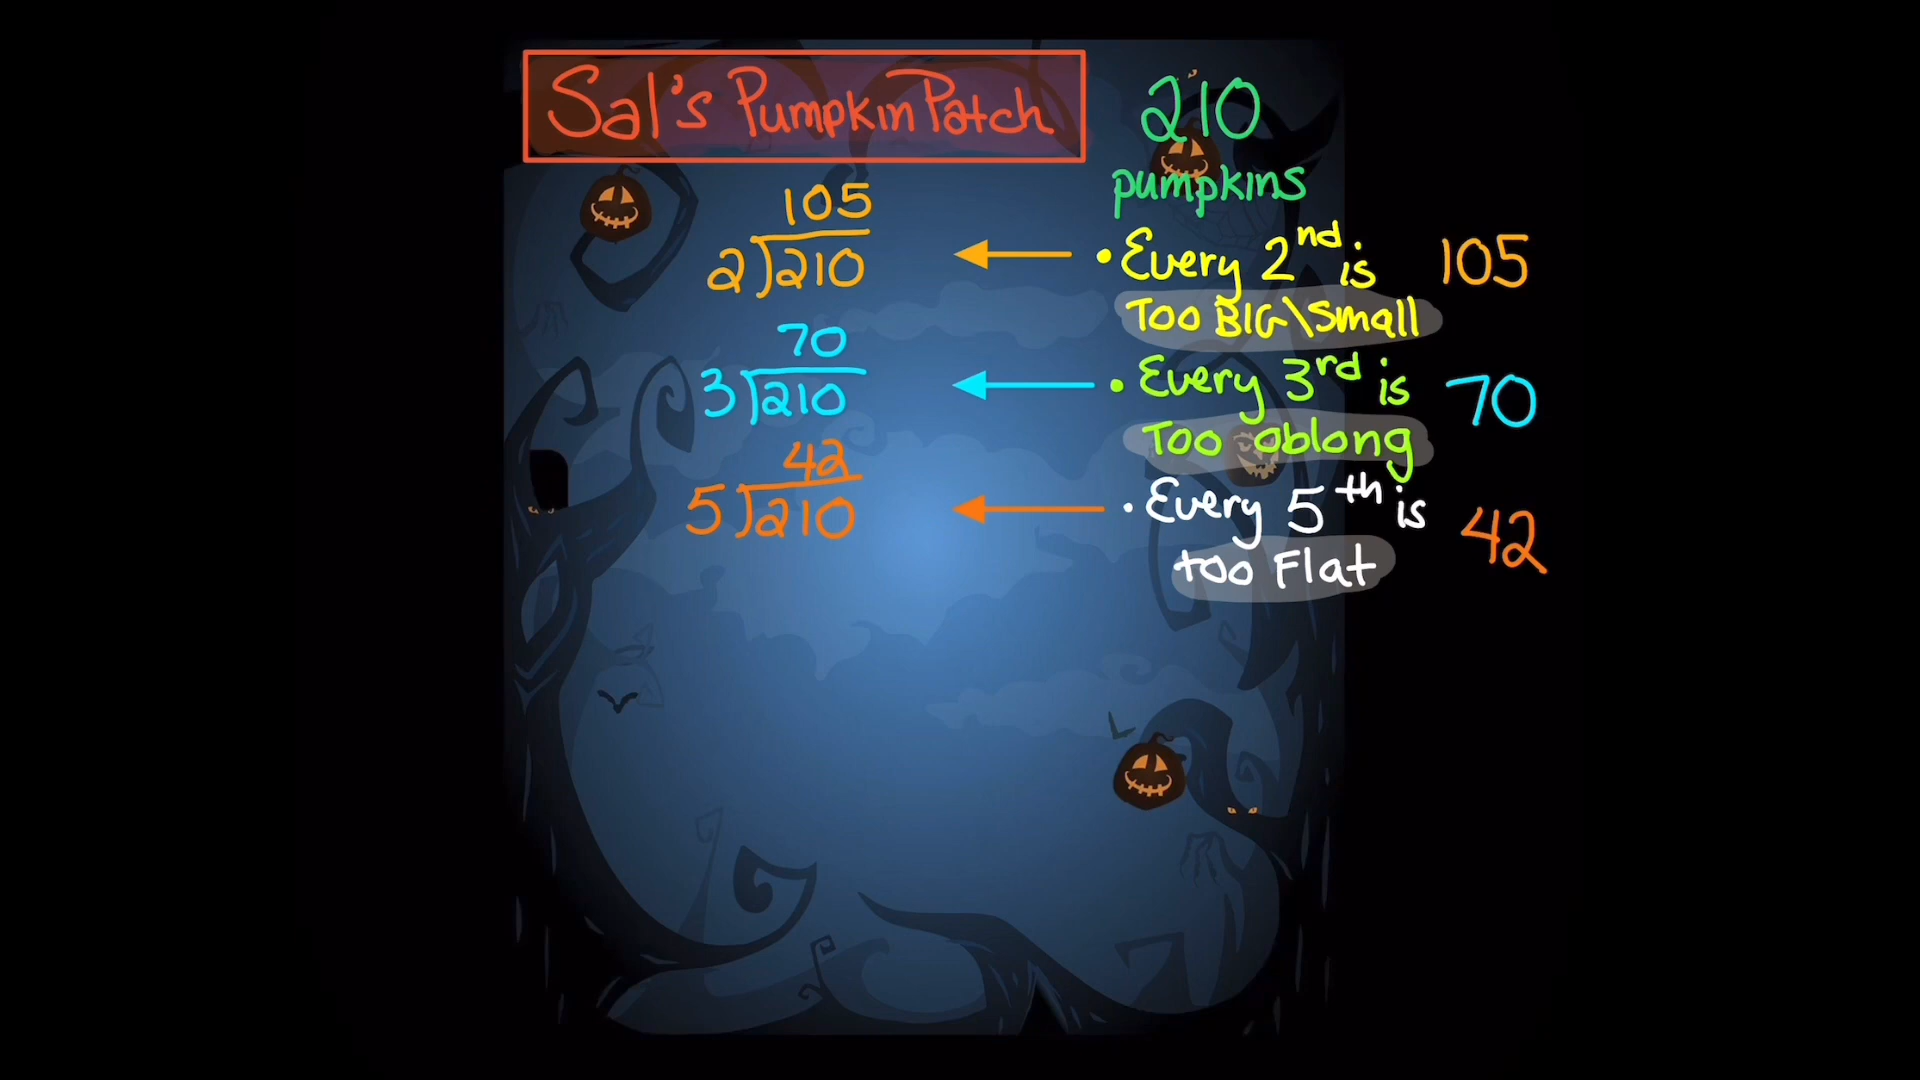 Sal's Pumpkin Patch
210
pumpkins
105
2)210
• Every 2nd is
Too BIG\Small
105
70
3)210
• Every 3rd is
Too Oblong
70
42
5)210
• Every 5th is
too Flat
42